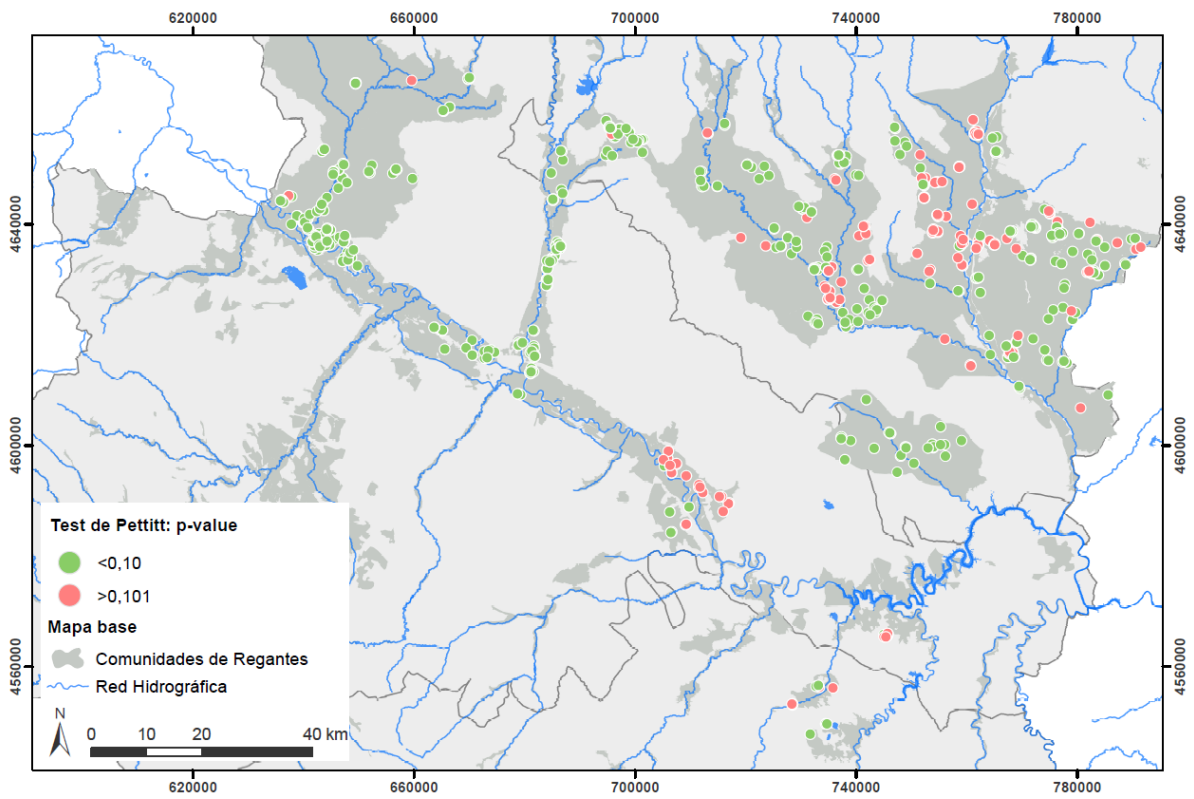 620000 660000 700000 740000 780000
4640000 4640000
4600000 4600000
Test de Pettitt: p-value
<0,10
>0,101
Mapa base
Comunidades de Regantes
Red Hidrográfica
4560000 4560000
N
0 10 20 40 km
620000 660000 700000 740000 780000